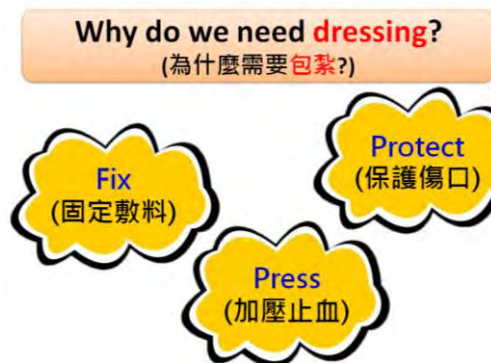 Why do we need dressing?
(為什麼需要包紮?)
Fix
(固定敷料)
Protect
(保護傷口)
Press
(加壓止血)